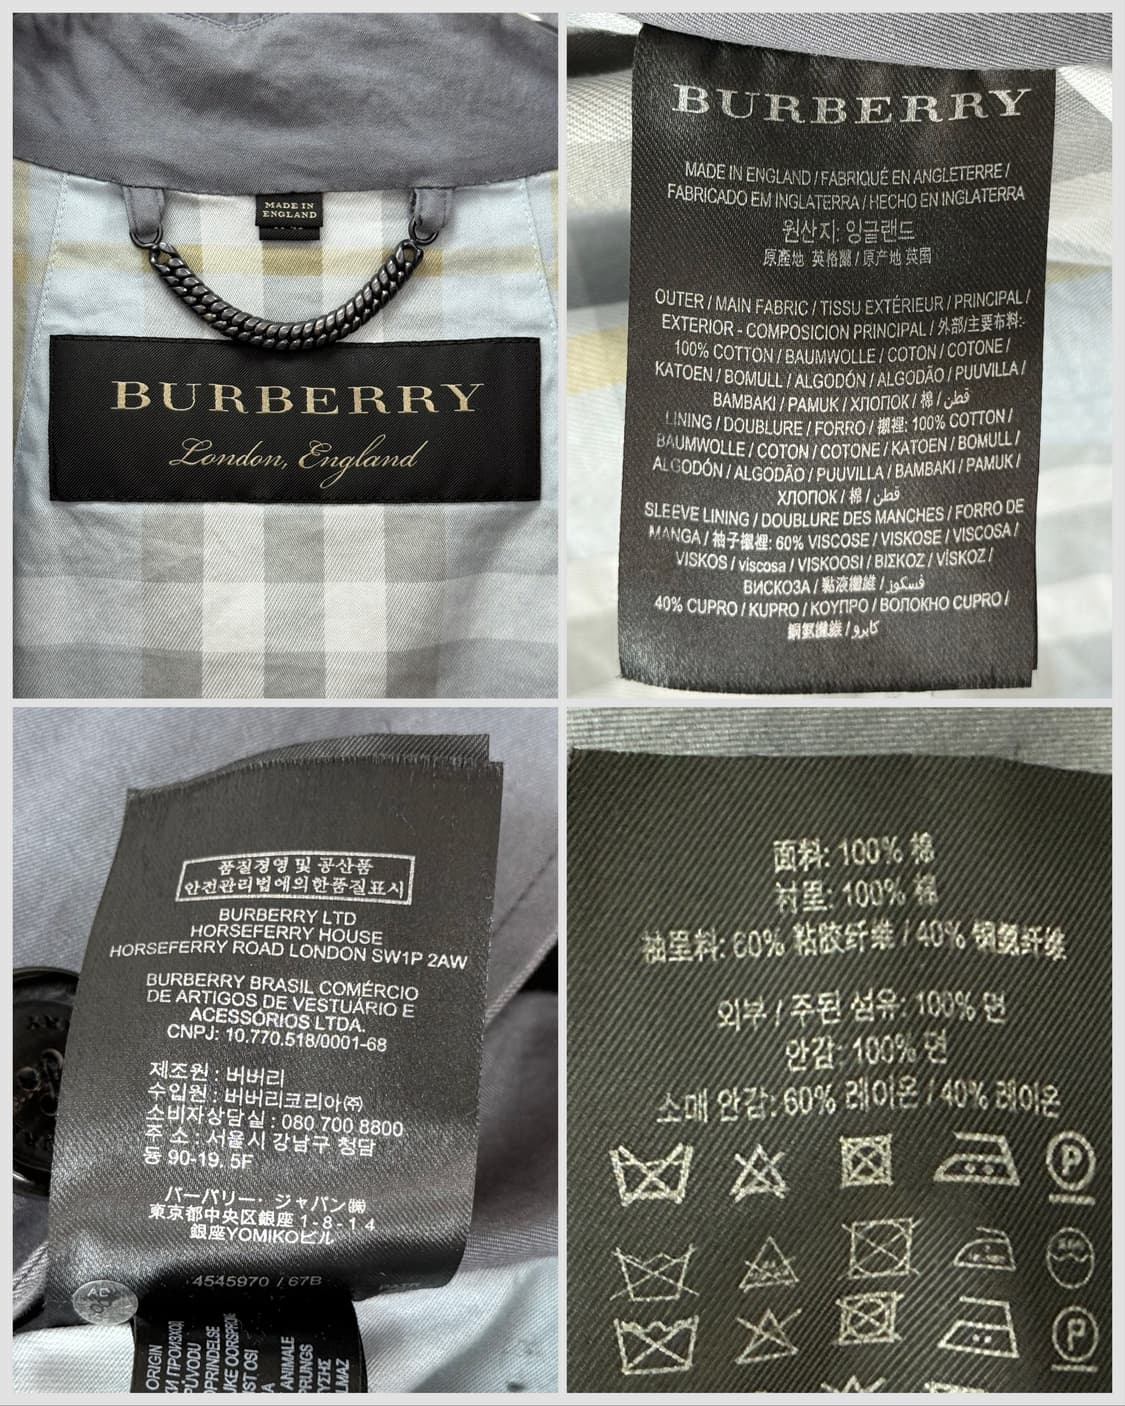 MADE IN
ENGLAND
BURBERRY
London, England
BURBERRY
MADE IN ENGLAND / FABRIQUÉ EN ANGLETERRE /
FABRICADO EM INGLATERRA / HECHO EN INGLATERRA
원산지: 잉글랜드
原產地 英格蘭 / 原产地 英国
OUTER / MAIN FABRIC / TISSU EXTÉRIEUR / PRINCIPAL /
EXTERIOR - COMPOSICION PRINCIPAL / 外部/主要布料:
100% COTTON / BAUMWOLLE / COTON / COTONE /
KATOEN / BOMULL / ALGODÓN / ALGODÃO / PUUVILLA /
BAMBAKI / PAMUK / ХЛОПОК / 棉 / قطن
LINING / DOUBLURE / FORRO / 襯裡: 100% COTTON /
BAUMWOLLE / COTON / COTONE / KATOEN / BOMULL /
ALGODÓN / ALGODÃO / PUUVILLA / BAMBAKI / PAMUK /
ХЛОПОК / 棉 / قطن
SLEEVE LINING / DOUBLURE DES MANCHES / FORRO DE
MANGA / 袖子襯裡: 60% VISCOSE / VISKOSE / VISCOSA /
VISKOS / viscosa / VISKOOSI / ΒΙΣΚΟΖ / VİSKOZ /
ВИСКОЗА / 黏液纖維 / فسكوز
40% CUPRO / KUPRO / ΚΟΥΠΡΟ / ВОЛОКНО CUPRO /
銅氨纖維 / كابرو
품질경영 및 공산품
안전관리법에의한품질표시
BURBERRY LTD
HORSEFERRY HOUSE
HORSEFERRY ROAD LONDON SW1P 2AW
BURBERRY BRASIL COMÉRCIO
DE ARTIGOS DE VESTUÁRIO E
ACESSÓRIOS LTDA.
CNPJ: 10.770.518/0001-68
제조원 : 버버리
수입원 : 버버리코리아㈜
소비자상담실 : 080 700 8800
주 소 : 서울시 강남구 청담
동 90-19. 5F
バーバリー・ジャパン㈱
東京都中央区銀座 1-8-14
銀座YOMIKOビル
4545970 / 67B
ORIGIN
PŮVODU
OPRINDELSE
ANIMALE
面料: 100% 棉
衬里: 100% 棉
袖里料: 60% 粘胶纤维 / 40% 铜氨纤维
외부 / 주된 섬유: 100% 면
안감: 100% 면
소매 안감: 60% 레이온 / 40% 레이온
P
P